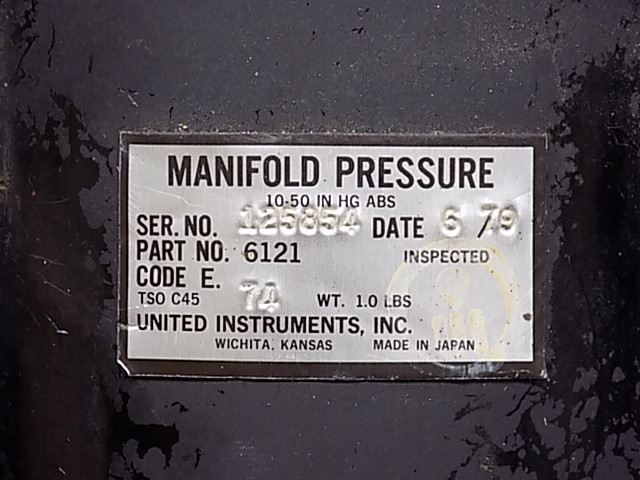 MANIFOLD PRESSURE
10-50 IN HG ABS
SER. NO. 125854 DATE 6 / 79
PART NO. 6121 INSPECTED
CODE E. 74
TSO C45 WT. 1.0 LBS
UNITED INSTRUMENTS, INC.
WICHITA, KANSAS MADE IN JAPAN